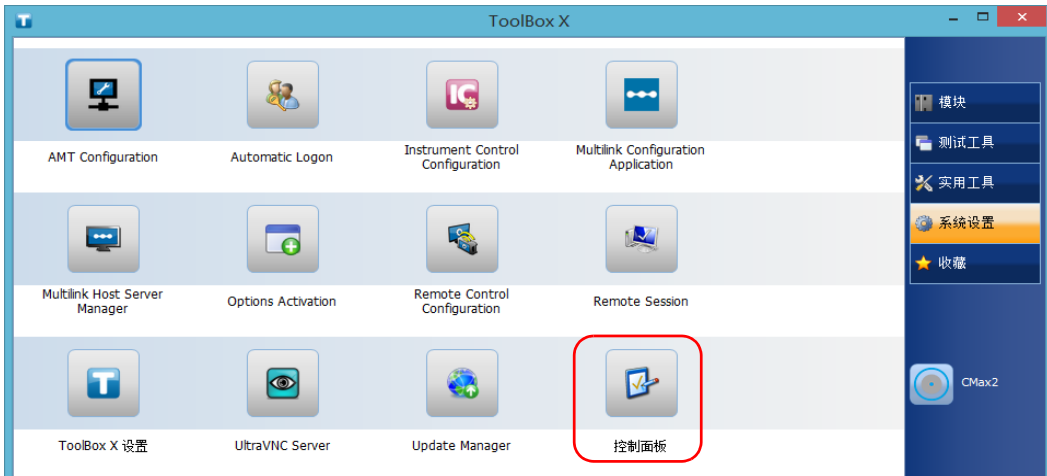 ToolBox X
AMT Configuration
Automatic Logon
Instrument Control
Configuration
Multilink Configuration
Application
Multilink Host Server
Manager
Options Activation
Remote Control
Configuration
Remote Session
ToolBox X 设置
UltraVNC Server
Update Manager
控制面板
模块
测试工具
实用工具
系统设置
收藏
CMax2